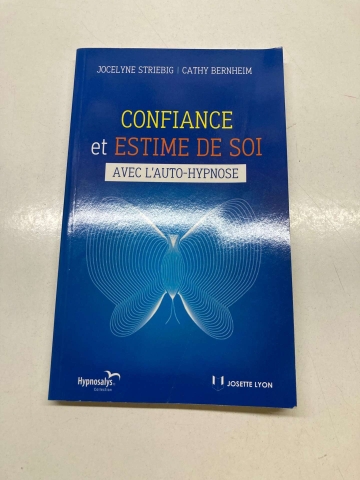 JOCELYNE STRIEBIG | CATHY BERNHEIM
CONFIANCE
et ESTIME DE SOI
AVEC L'AUTO-HYPNOSE
Hypnosalys
JOSETTE LYON